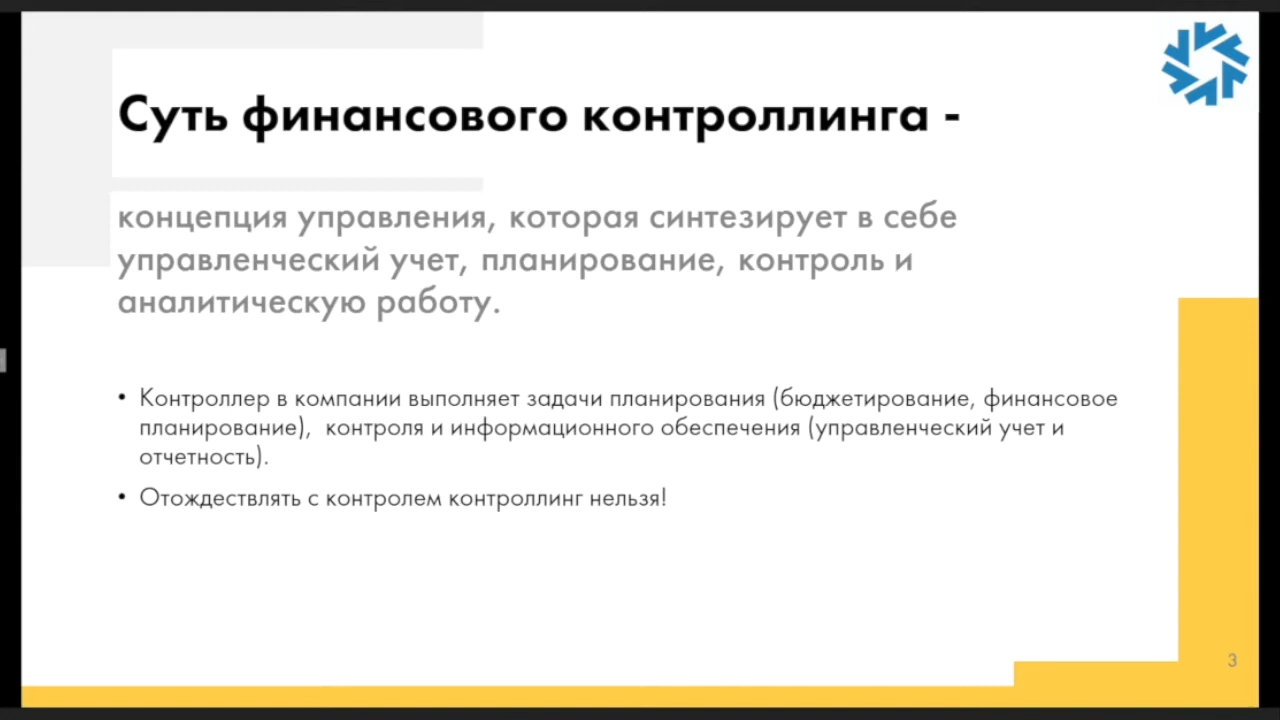 Суть финансового контроллинга -
концепция управления, которая синтезирует в себе
управленческий учет, планирование, контроль и
аналитическую работу.
• Контроллер в компании выполняет задачи планирования (бюджетирование, финансовое
планирование),  контроля и информационного обеспечения (управленческий учет и
отчетность).
• Отождествлять с контролем контроллинг нельзя!
3